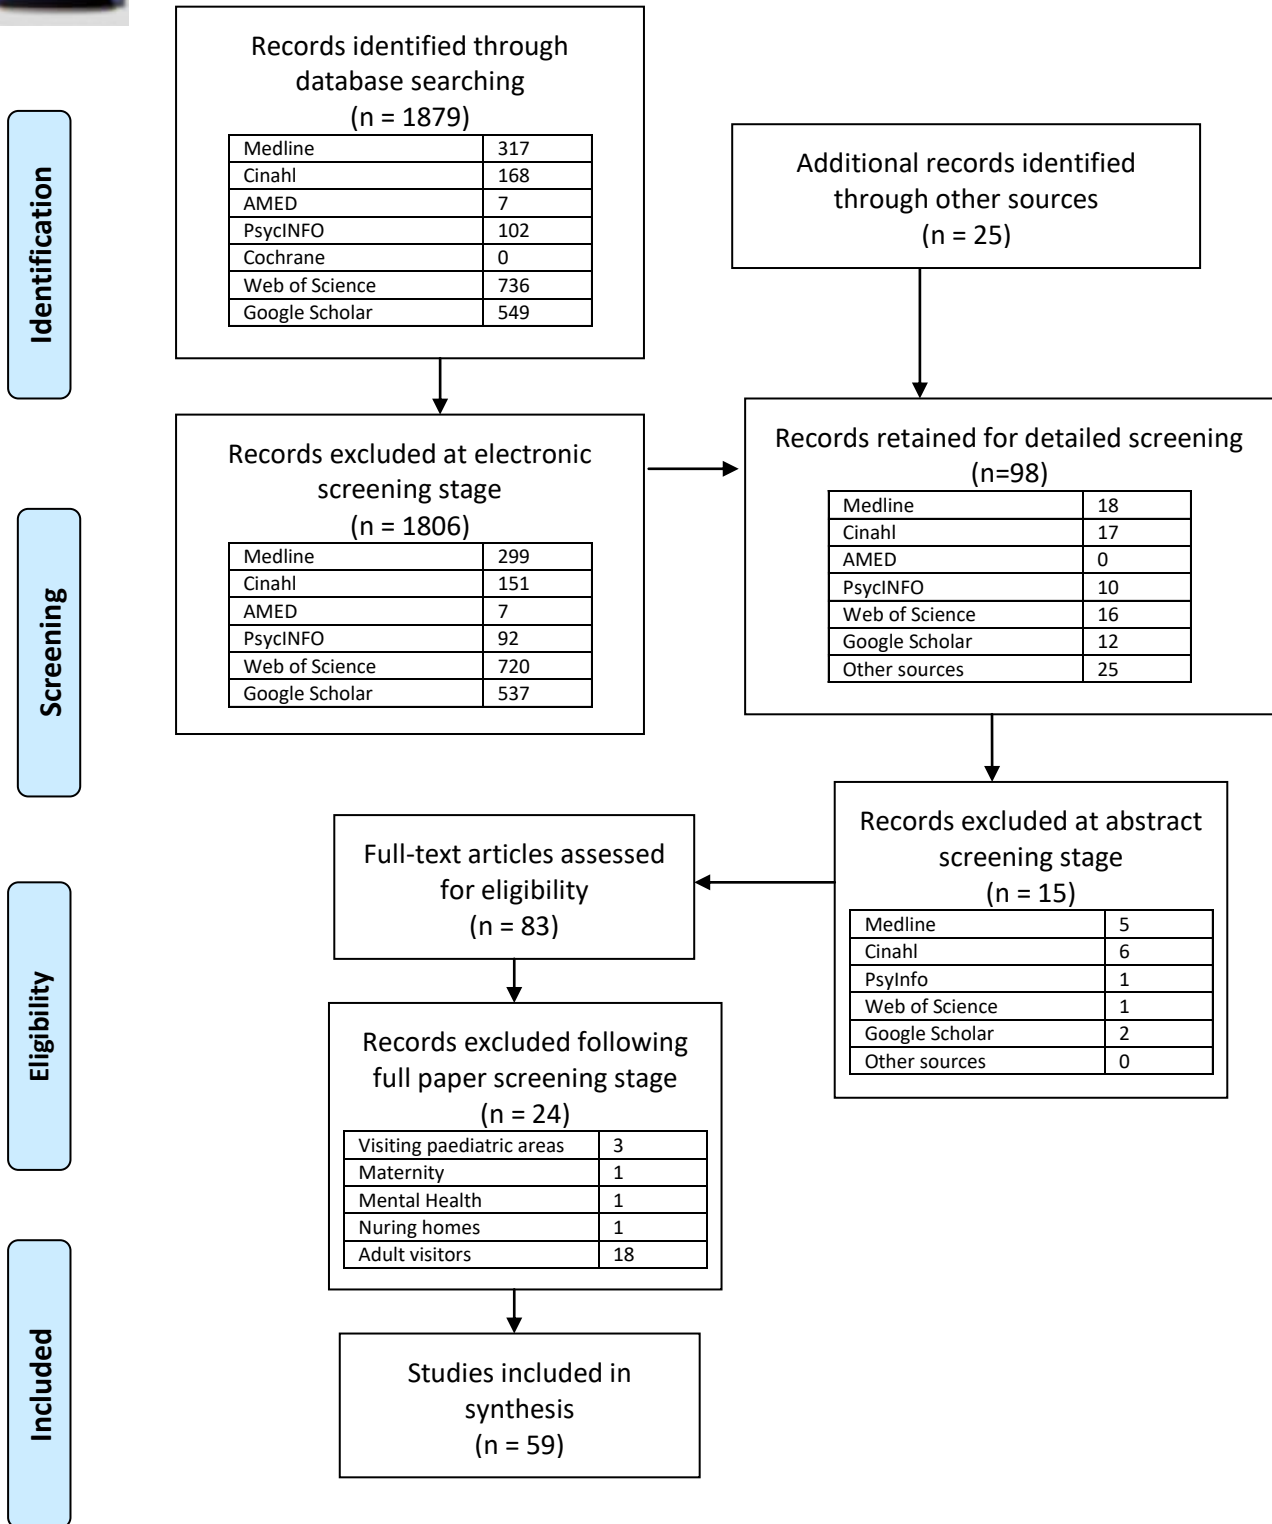 Records identified through
database searching
(n = 1879)
Medline 317
Cinahl 168
AMED 7
PsycINFO 102
Cochrane 0
Web of Science 736
Google Scholar 549
Additional records identified
through other sources
(n = 25)
Identification
Records excluded at electronic
screening stage
(n = 1806)
Medline 299
Cinahl 151
AMED 7
PsycINFO 92
Web of Science 720
Google Scholar 537
Records retained for detailed screening
(n=98)
Medline 18
Cinahl 17
AMED 0
PsycINFO 10
Web of Science 16
Google Scholar 12
Other sources 25
Screening
Records excluded at abstract
screening stage
(n = 15)
Medline 5
Cinahl 6
PsyInfo 1
Web of Science 1
Google Scholar 2
Other sources 0
Full-text articles assessed
for eligibility
(n = 83)
Eligibility
Records excluded following
full paper screening stage
(n = 24)
Visiting paediatric areas 3
Maternity 1
Mental Health 1
Nuring homes 1
Adult visitors 18
Included
Studies included in
synthesis
(n = 59)